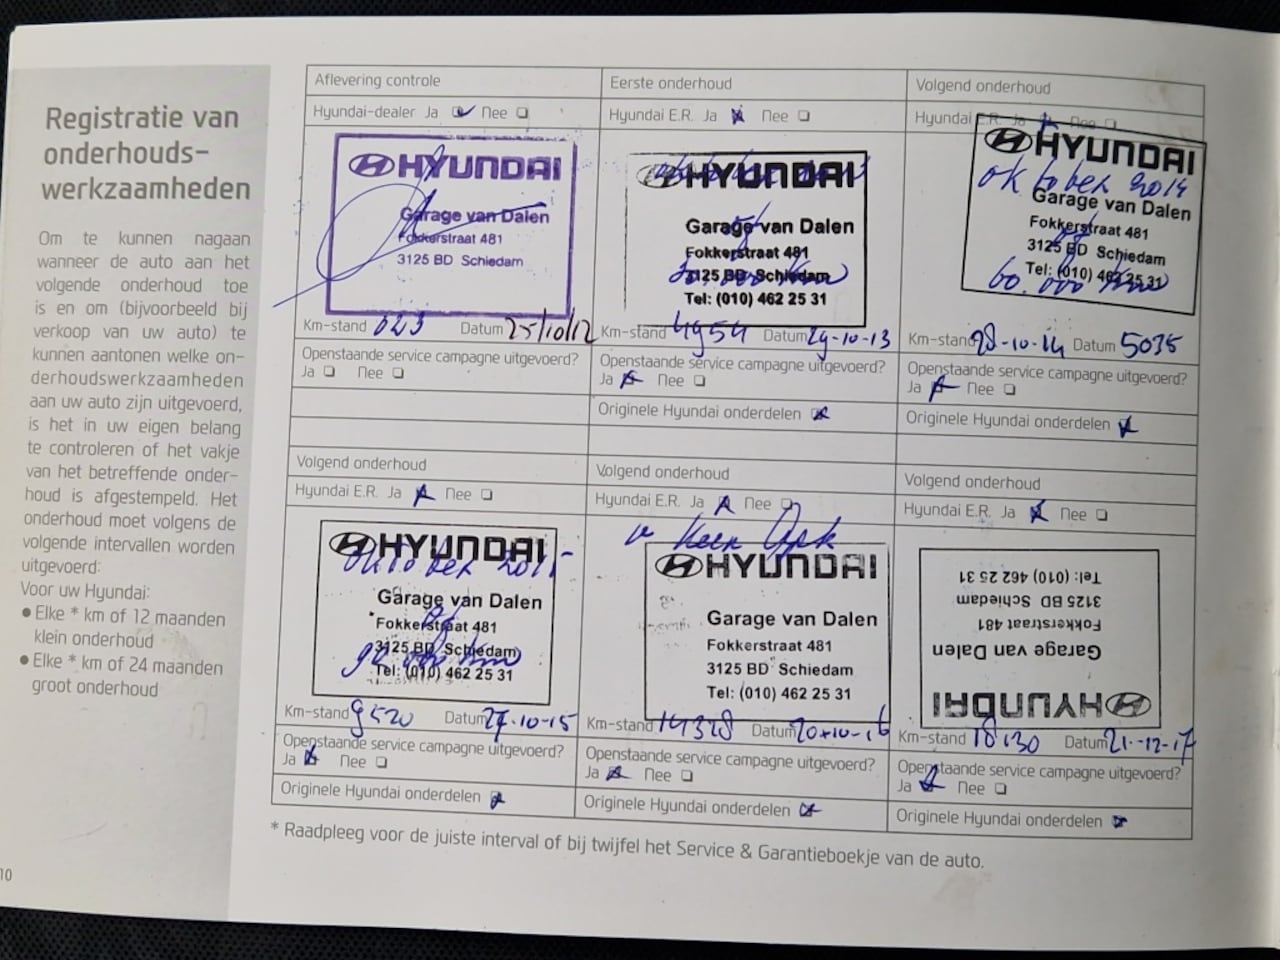 Registratie van
onderhouds-
werkzaamheden
Om te kunnen nagaan
wanneer de auto aan het
volgende onderhoud toe
is en om (bijvoorbeeld bij
verkoop van uw auto) te
kunnen aantonen welke on-
derhoudswerkzaamheden
aan uw auto zijn uitgevoerd,
is het in uw eigen belang
te controleren of het vakje
van het betreffende onder-
houd is afgestempeld. Het
onderhoud moet volgens de
volgende intervallen worden
uitgevoerd:
Voor uw Hyundai:
● Elke * km of 12 maanden
klein onderhoud
● Elke * km of 24 maanden
groot onderhoud
10
Aflevering controle
Hyundai-dealer Ja Nee
HYUNDAI
Garage van Dalen
Fokkerstraat 481
3125 BD Schiedam
Km-stand 623 Datum 25/10/12
Openstaande service campagne uitgevoerd?
Ja Nee
Eerste onderhoud
Hyundai E.R. Ja Nee
HYUNDAI
Garage van Dalen
Fokkerstraat 481
3125 BD Schiedam
Tel: (010) 462 25 31
Km-stand 4954 Datum 29-10-13
Openstaande service campagne uitgevoerd?
Ja Nee
Originele Hyundai onderdelen
Volgend onderhoud
Hyundai E.R. Ja Nee
HYUNDAI
oktober 2014
Garage van Dalen
Fokkerstraat 481
3125 BD Schiedam
Tel: (010) 462 25 31
60.000 km
Km-stand 28-10-14 Datum 5035
Openstaande service campagne uitgevoerd?
Ja Nee
Originele Hyundai onderdelen
Volgend onderhoud
Hyundai E.R. Ja Nee
HYUNDAI
oktober 2015
Garage van Dalen
Fokkerstraat 481
3125 BD Schiedam
Tel: (010) 462 25 31
Km-stand 9520 Datum 27-10-15
Openstaande service campagne uitgevoerd?
Ja Nee
Originele Hyundai onderdelen
Volgend onderhoud
Hyundai E.R. Ja Nee
HYUNDAI
Garage van Dalen
Fokkerstraat 481
3125 BD Schiedam
Tel: (010) 462 25 31
Km-stand 14328 Datum 20-10-16
Openstaande service campagne uitgevoerd?
Ja Nee
Originele Hyundai onderdelen
Volgend onderhoud
Hyundai E.R. Ja Nee
HYUNDAI
Garage van Dalen
Fokkerstraat 481
3125 BD Schiedam
Tel: (010) 462 25 31
Km-stand 18130 Datum 21-12-17
Openstaande service campagne uitgevoerd?
Ja Nee
Originele Hyundai onderdelen
* Raadpleeg voor de juiste interval of bij twijfel het Service & Garantieboekje van de auto.